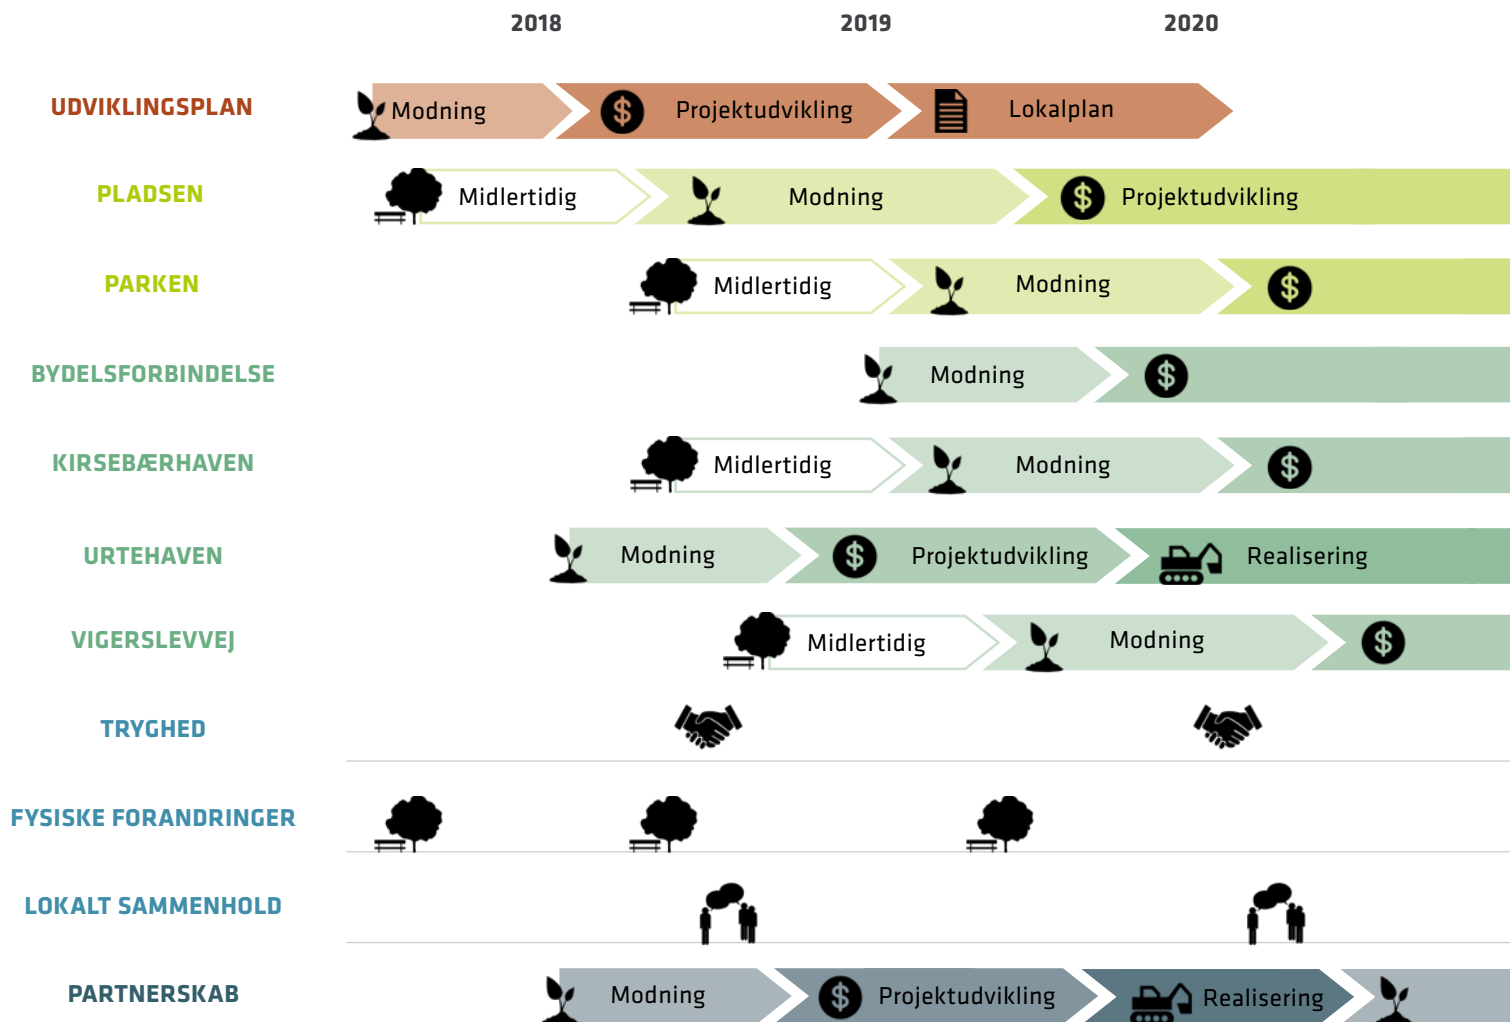 2018 2019 2020
UDVIKLINGSPLAN Modning $ Projektudvikling Lokalplan
PLADSEN Midlertidig Modning $ Projektudvikling
PARKEN Midlertidig Modning $
BYDELSFORBINDELSE Modning $
KIRSEBÆRHAVEN Midlertidig Modning $
URTEHAVEN Modning $ Projektudvikling Realisering
VIGERSLEVVEJ Midlertidig Modning $
TRYGHED
FYSISKE FORANDRINGER
LOKALT SAMMENHOLD
PARTNERSKAB Modning $ Projektudvikling Realisering